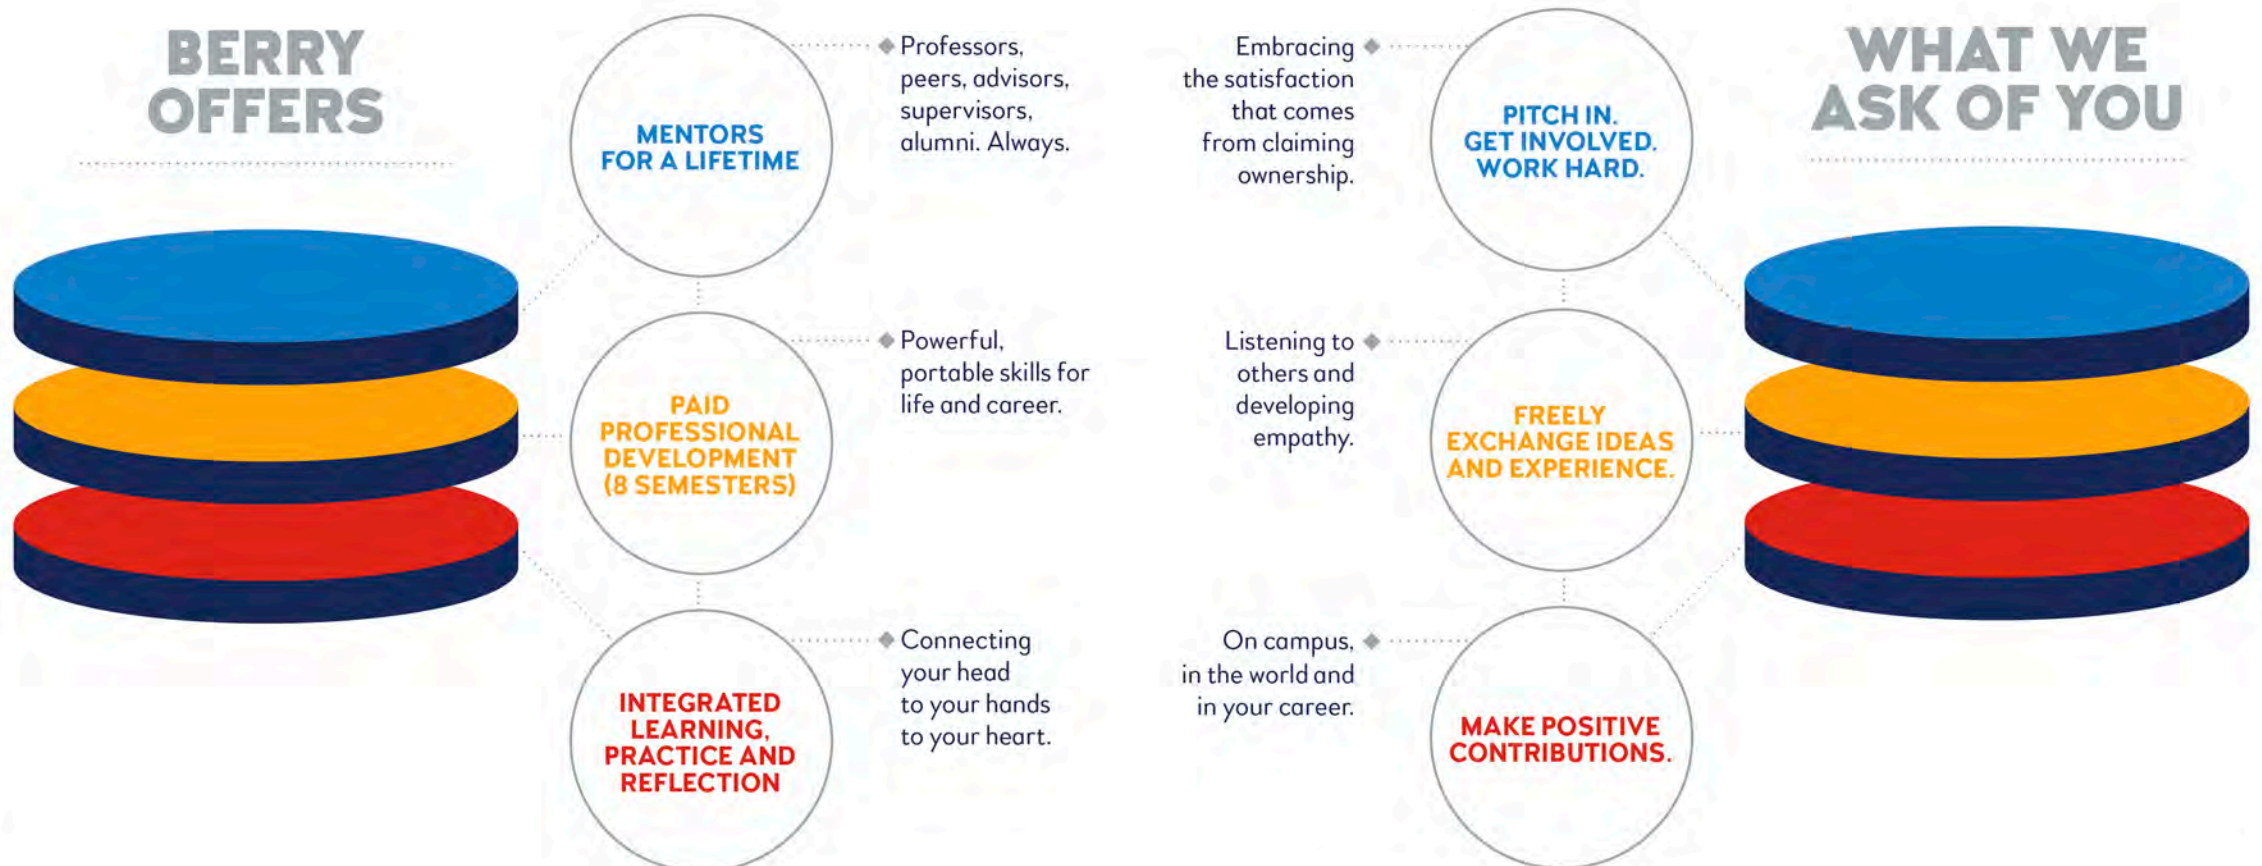 BERRY
OFFERS
MENTORS
FOR A LIFETIME
Professors,
peers, advisors,
supervisors,
alumni. Always.
PAID
PROFESSIONAL
DEVELOPMENT
(8 SEMESTERS)
Powerful,
portable skills for
life and career.
INTEGRATED
LEARNING,
PRACTICE AND
REFLECTION
Connecting
your head
to your hands
to your heart.
WHAT WE
ASK OF YOU
PITCH IN.
GET INVOLVED.
WORK HARD.
Embracing
the satisfaction
that comes
from claiming
ownership.
FREELY
EXCHANGE IDEAS
AND EXPERIENCE.
Listening to
others and
developing
empathy.
MAKE POSITIVE
CONTRIBUTIONS.
On campus,
in the world and
in your career.